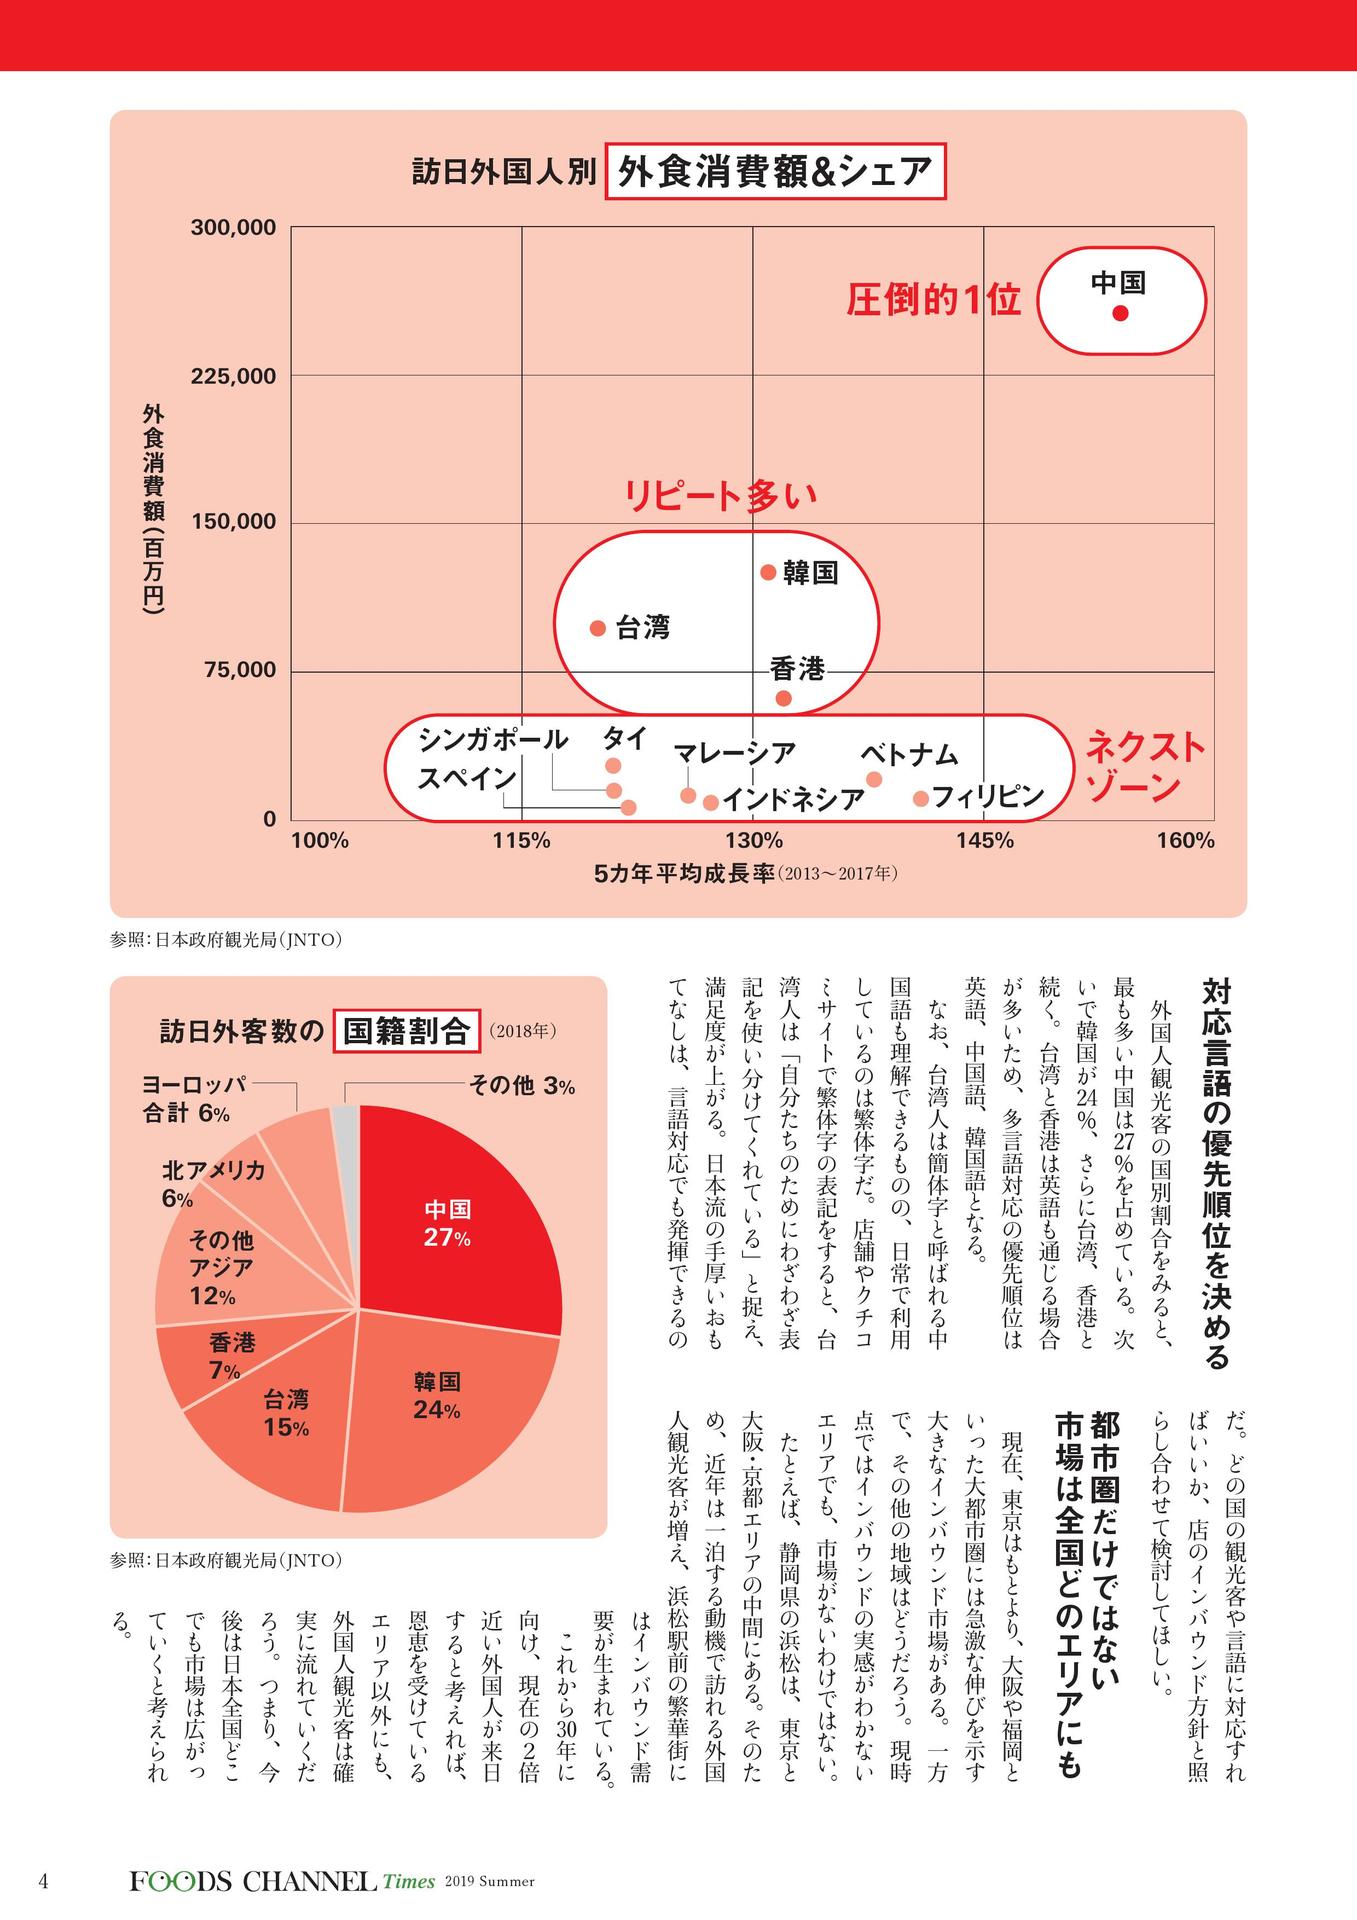 訪日外国人別 外食消費額&シェア
300,000
225,000
150,000
75,000
0
外食消費額(百万円)
圧倒的1位
中国
リピート多い
韓国
台湾
香港
シンガポール
タイ
マレーシア
ベトナム
スペイン
インドネシア
フィリピン
ネクスト
ゾーン
100%
115%
130%
145%
160%
5カ年平均成長率(2013〜2017年)
参照:日本政府観光局(JNTO)
訪日外客数の 国籍割合 (2018年)
ヨーロッパ
合計 6%
その他 3%
北アメリカ
6%
その他
アジア
12%
香港
7%
台湾
15%
韓国
24%
中国
27%
参照:日本政府観光局(JNTO)
対応言語の優先順位を決める
外国人観光客の国別割合をみると、
最も多い中国は27%を占めている。次
いで韓国が24%、さらに台湾、香港と
続く。台湾と香港は英語も通じる場合
が多いため、多言語対応の優先順位は
英語、中国語、韓国語となる。
なお、台湾人は簡体字と呼ばれる中
国語も理解できるものの、日常で利用
しているのは繁体字だ。店舗やクチコ
ミサイトで繁体字の表記をすると、台
湾人は「自分たちのためにわざわざ表
記を使い分けてくれている」と捉え、
満足度が上がる。日本流の手厚いおも
てなしは、言語対応でも発揮できるの
だ。どの国の観光客や言語に対応すれ
ばいいか、店のインバウンド方針と照
らし合わせて検討してほしい。
都市圏だけではない
市場は全国どのエリアにも
現在、東京はもとより、大阪や福岡と
いった大都市圏には急激な伸びを示す
大きなインバウンド市場がある。一方
で、その他の地域はどうだろう。現時
点ではインバウンドの実感がわかない
エリアでも、市場がないわけではない。
たとえば、静岡県の浜松は、東京と
大阪・京都エリアの中間にある。そのた
め、近年は一泊する動機で訪れる外国
人観光客が増え、浜松駅前の繁華街に
はインバウンド需
要が生まれている。
これから30年に
向け、現在の2倍
近い外国人が来日
すると考えれば、
恩恵を受けている
エリア以外にも、
外国人観光客は確
実に流れていくだ
ろう。つまり、今
後は日本全国どこ
でも市場は広がっ
ていくと考えられ
る。
4
FOODS CHANNEL Times 2019 Summer